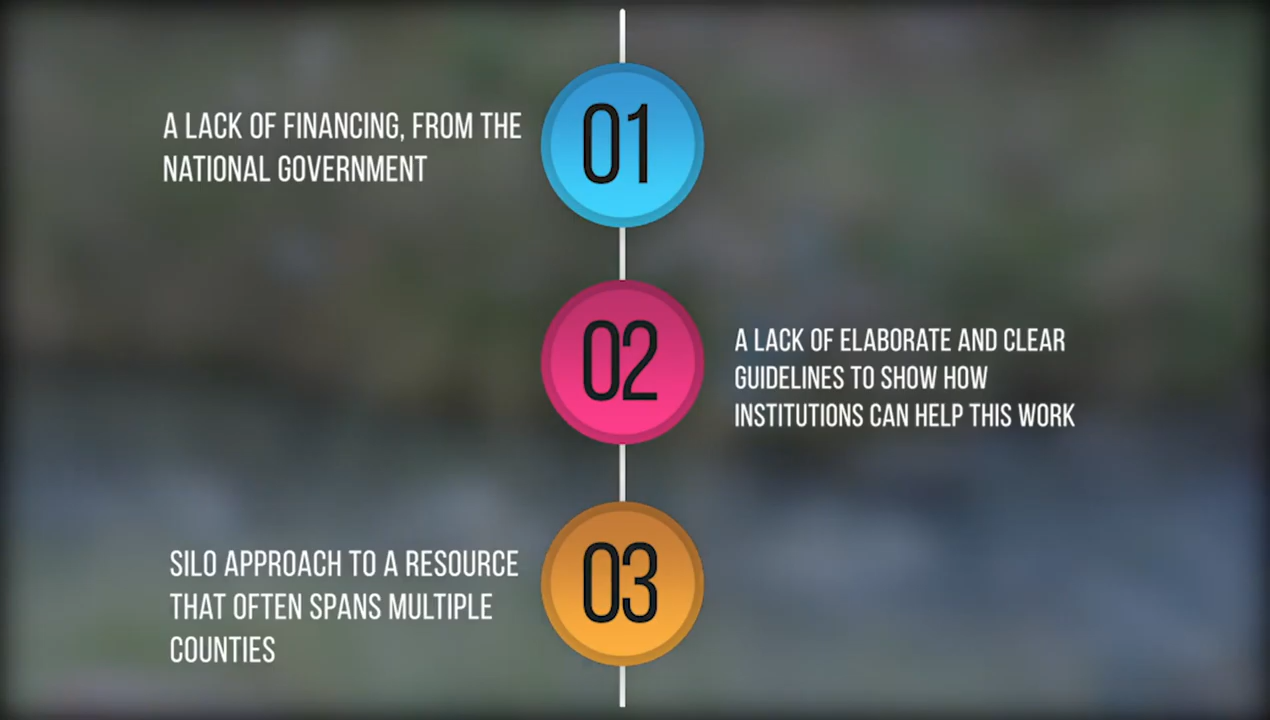 A LACK OF FINANCING, FROM THE
NATIONAL GOVERNMENT
01
02
A LACK OF ELABORATE AND CLEAR
GUIDELINES TO SHOW HOW
INSTITUTIONS CAN HELP THIS WORK
SILO APPROACH TO A RESOURCE
THAT OFTEN SPANS MULTIPLE
COUNTIES
03